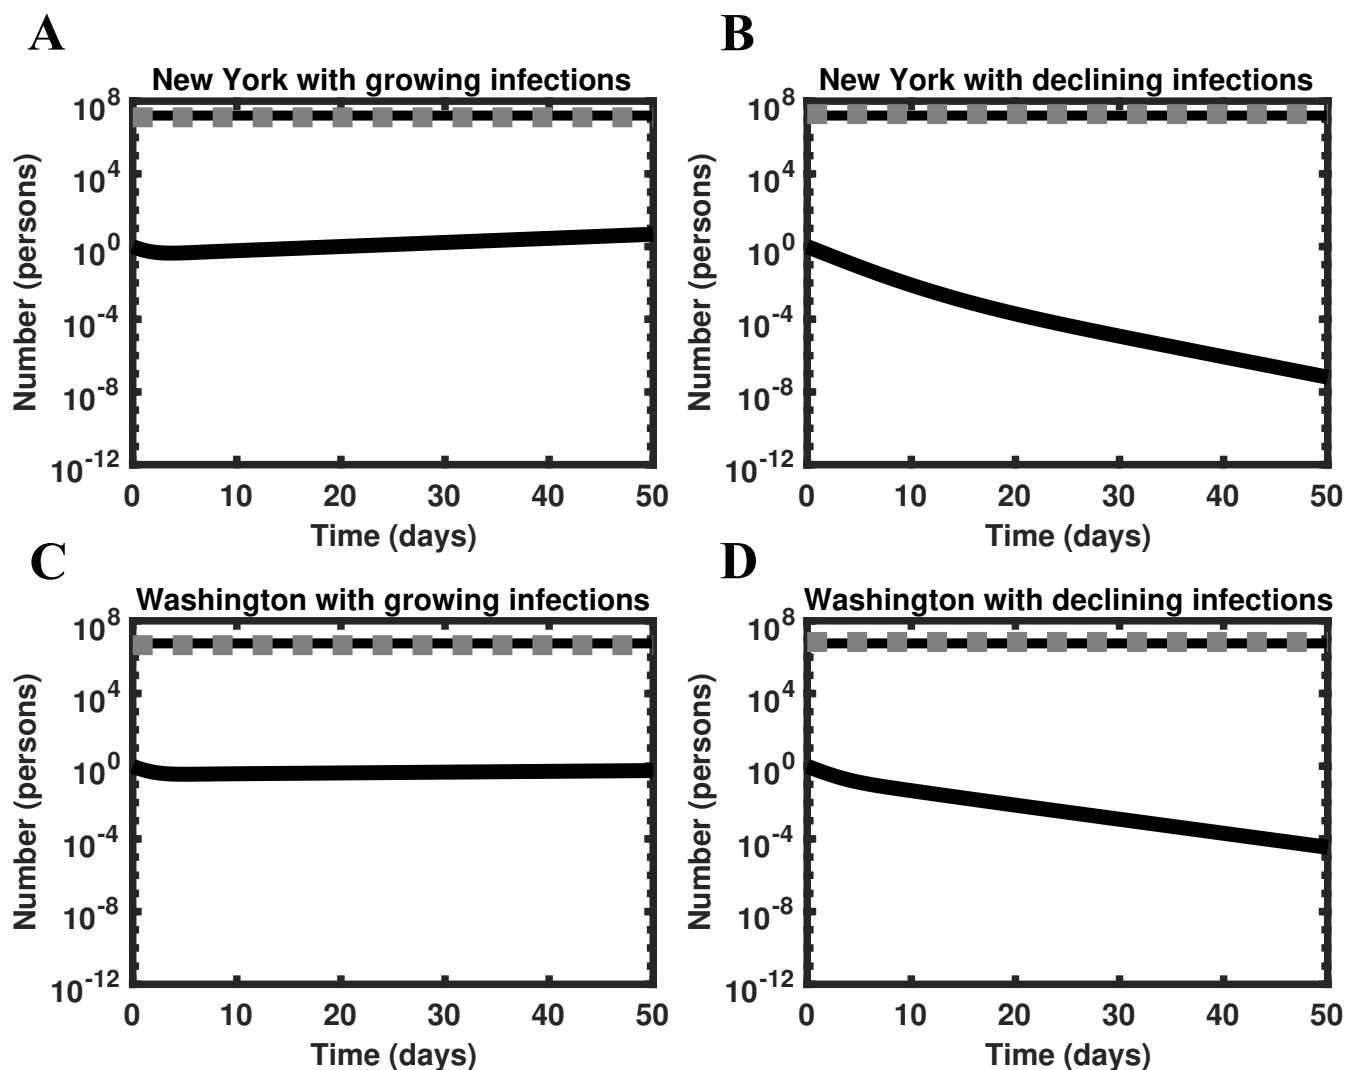 A
B
New York with growing infections
New York with declining infections
Number (persons)
10^8
10^4
10^0
10^-4
10^-8
10^-12
0 10 20 30 40 50
Time (days)
Number (persons)
10^8
10^4
10^0
10^-4
10^-8
10^-12
0 10 20 30 40 50
Time (days)
C
D
Washington with growing infections
Washington with declining infections
Number (persons)
10^8
10^4
10^0
10^-4
10^-8
10^-12
0 10 20 30 40 50
Time (days)
Number (persons)
10^8
10^4
10^0
10^-4
10^-8
10^-12
0 10 20 30 40 50
Time (days)